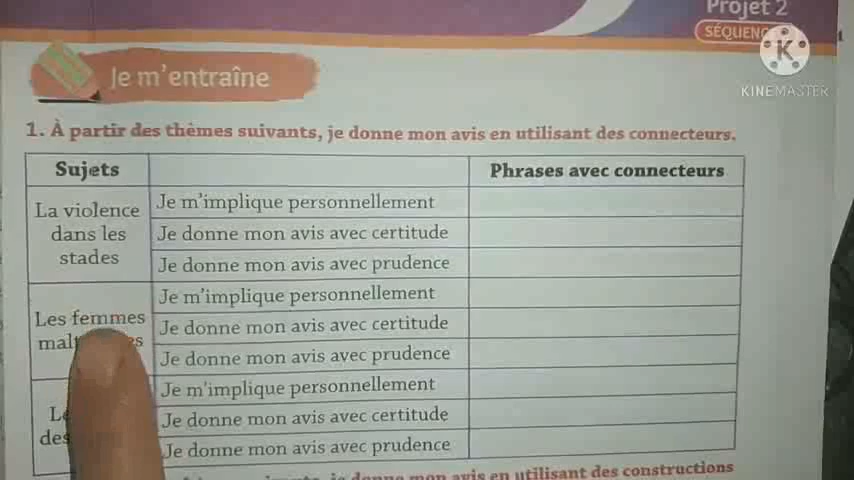 Projet 2
KINEMASTER
Je m'entraîne
1. À partir des thèmes suivants, je donne mon avis en utilisant des connecteurs.
Sujets
Phrases avec connecteurs
La violence
dans les
stades
Je m'implique personnellement
Je donne mon avis avec certitude
Je donne mon avis avec prudence
Les femmes
Je m'implique personnellement
Je donne mon avis avec certitude
Je donne mon avis avec prudence
Je m'implique personnellement
Je donne mon avis avec certitude
Je donne mon avis avec prudence
je donne mon avis en utilisant des constructions